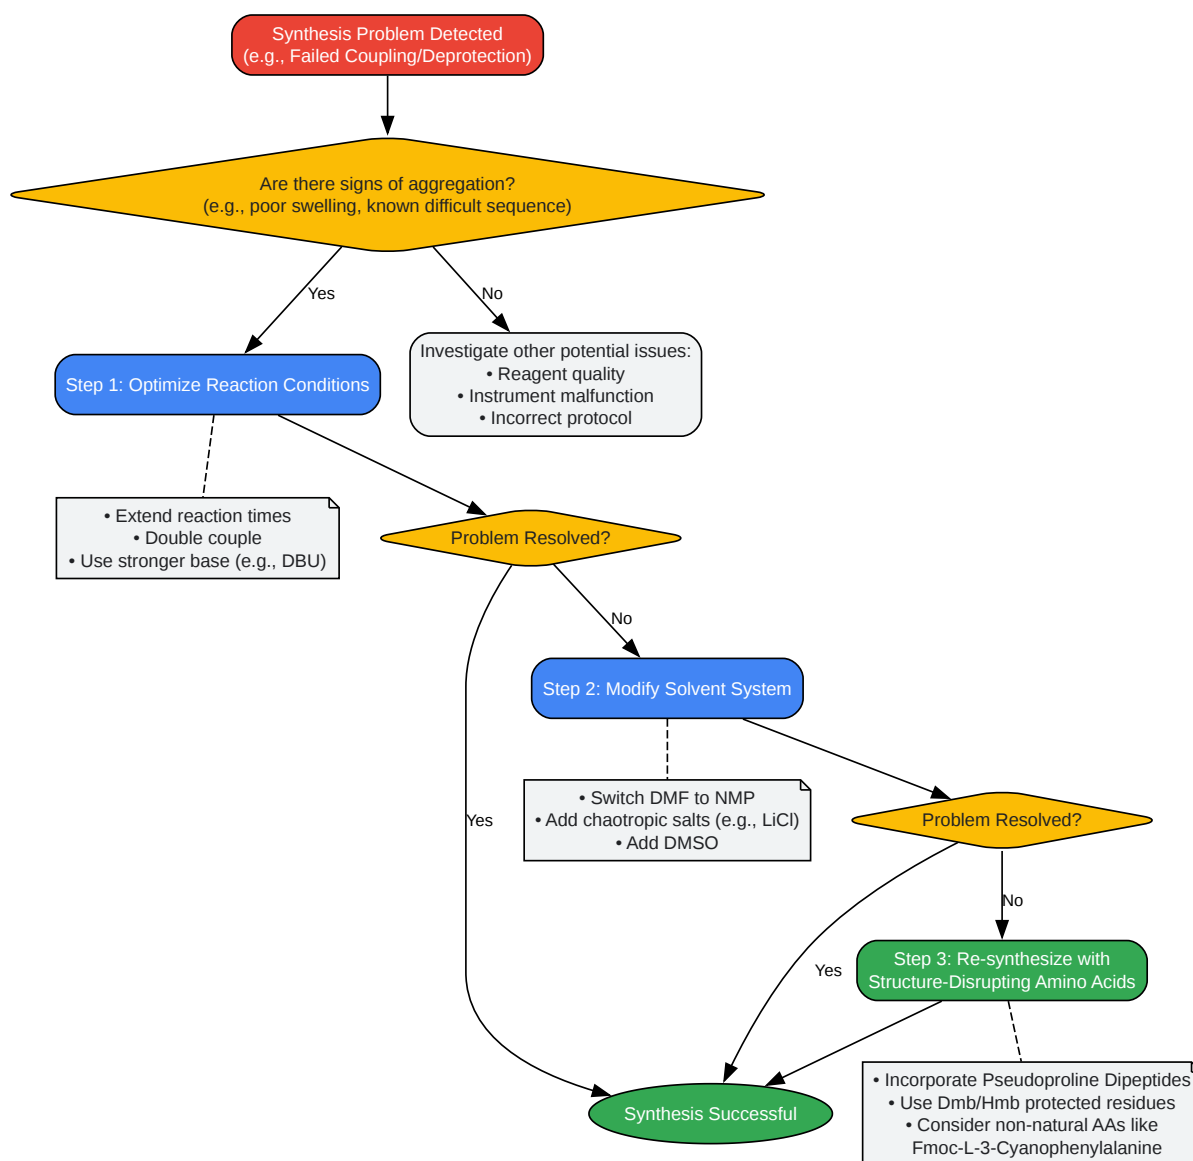 Synthesis Problem Detected
(e.g., Failed Coupling/Deprotection)
Are there signs of aggregation?
(e.g., poor swelling, known difficult sequence)
Yes
No
Step 1: Optimize Reaction Conditions
Investigate other potential issues:
• Reagent quality
• Instrument malfunction
• Incorrect protocol
• Extend reaction times
• Double couple
• Use stronger base (e.g., DBU)
Problem Resolved?
No
Step 2: Modify Solvent System
• Switch DMF to NMP
• Add chaotropic salts (e.g., LiCl)
• Add DMSO
Yes
Problem Resolved?
No
Step 3: Re-synthesize with
Structure-Disrupting Amino Acids
Yes
• Incorporate Pseudoproline Dipeptides
• Use Dmb/Hmb protected residues
• Consider non-natural AAs like
Fmoc-L-3-Cyanophenylalanine
Synthesis Successful